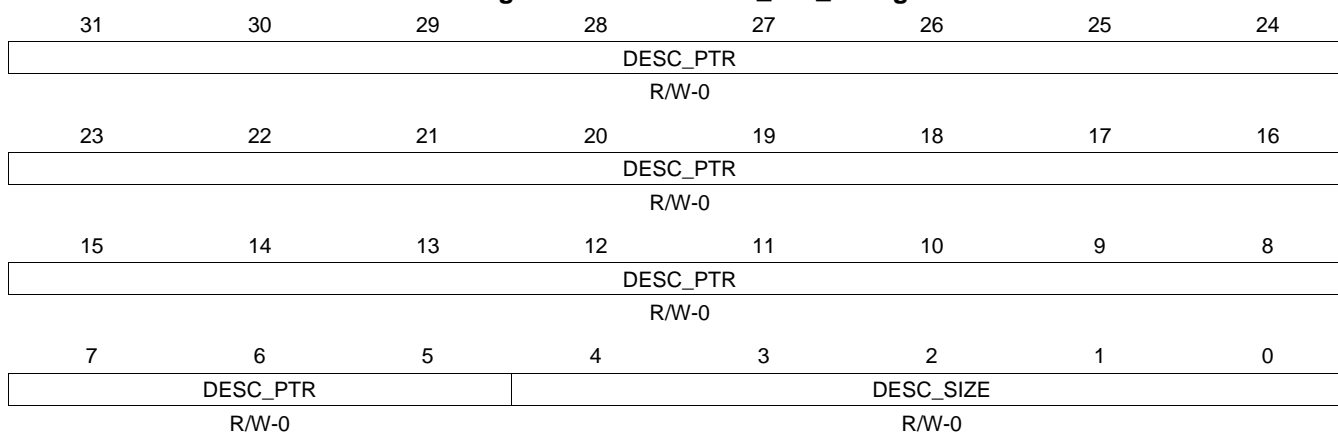 31 30 29 28 27 26 25 24
DESC_PTR
R/W-0
23 22 21 20 19 18 17 16
DESC_PTR
R/W-0
15 14 13 12 11 10 9 8
DESC_PTR
R/W-0
7 6 5 4 3 2 1 0
DESC_PTR DESC_SIZE
R/W-0 R/W-0